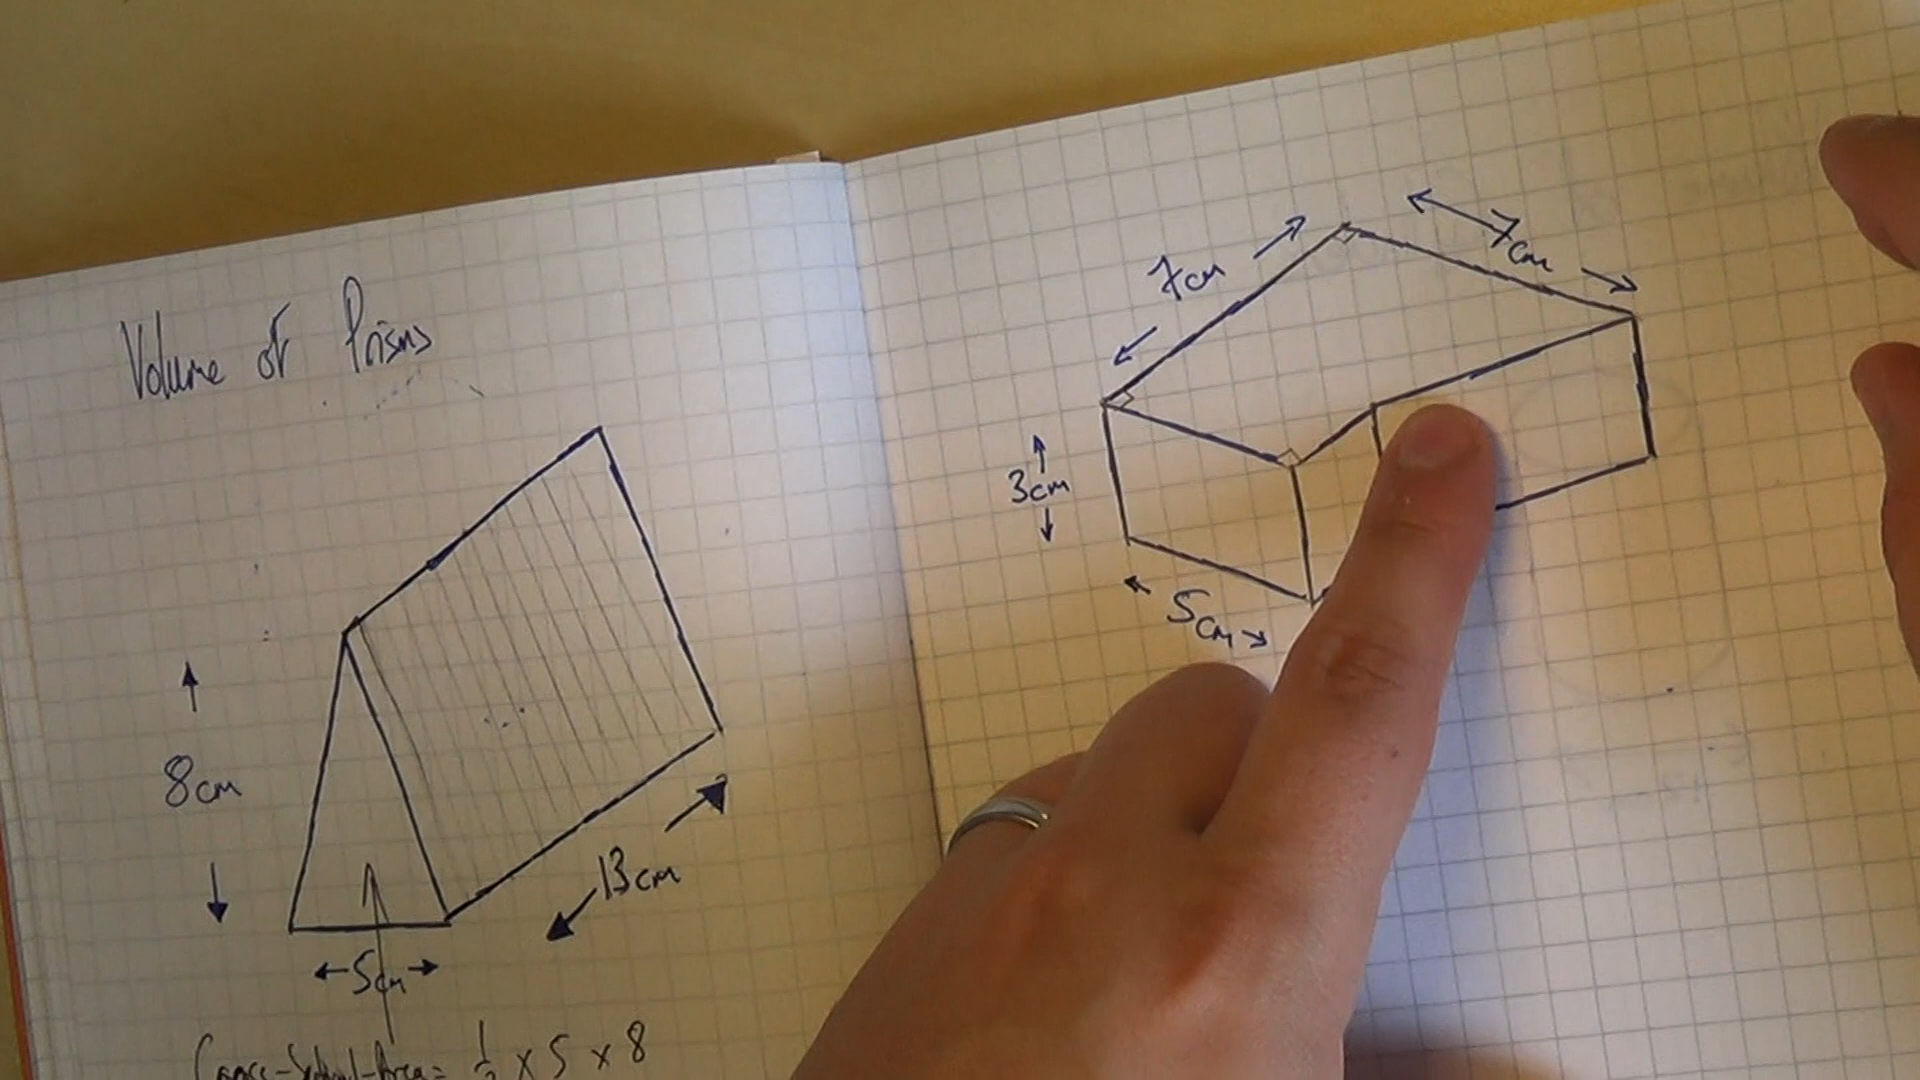 Volume of Prisms
8cm
13cm
5cm
Cross-Sectional-Area = 1/2 x 5 x 8
7cm
7cm
3cm
5cm